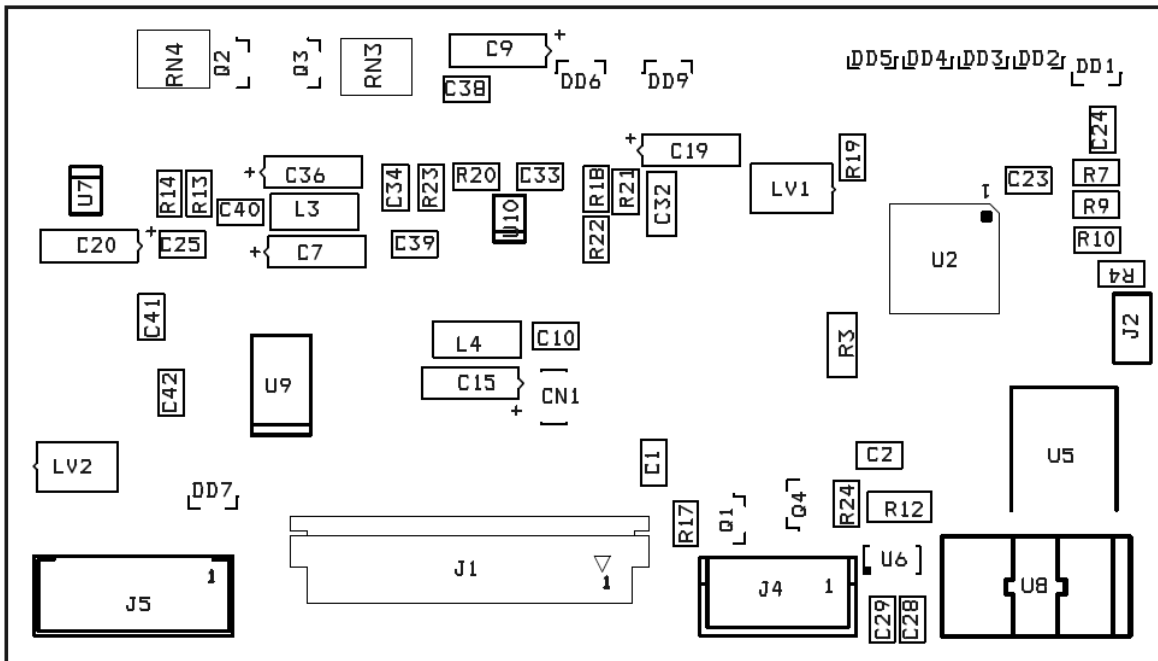 RN4
Q2
Q3
RN3
C9
+
C38
DD6
DD9
DD5
DD4
DD3
DD2
DD1
C24
U7
R14
R13
C40
+
C36
L3
C34
R23
R20
C33
R18
R21
+
C19
C32
LV1
R19
C23
R7
R9
1
U2
R10
R4
J2
C20
+
C25
+
C7
C39
U10
R22
C41
C42
U9
L4
C10
C15
+
CN1
R3
LV2
DD7
C1
C2
U5
R17
Q1
Q4
R24
R12
J5
1
J1
1
J4
1
U6
C29
C28
U8